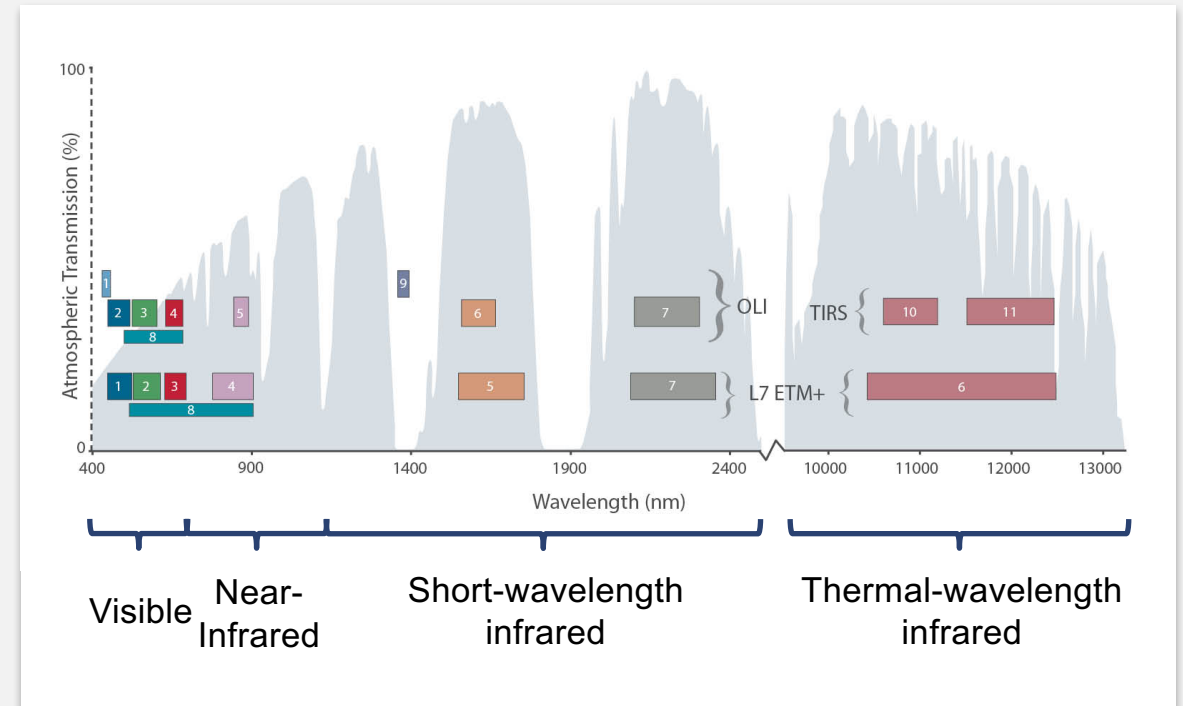 100
Atmospheric Transmission (%)
0
1
2
3
4
5
8
9
6
7
OLI
TIRS
10
11
1
2
3
4
8
5
7
L7 ETM+
6
400
900
1400
1900
2400
10000
11000
12000
13000
Wavelength (nm)
Visible
Near-
Infrared
Short-wavelength
infrared
Thermal-wavelength
infrared